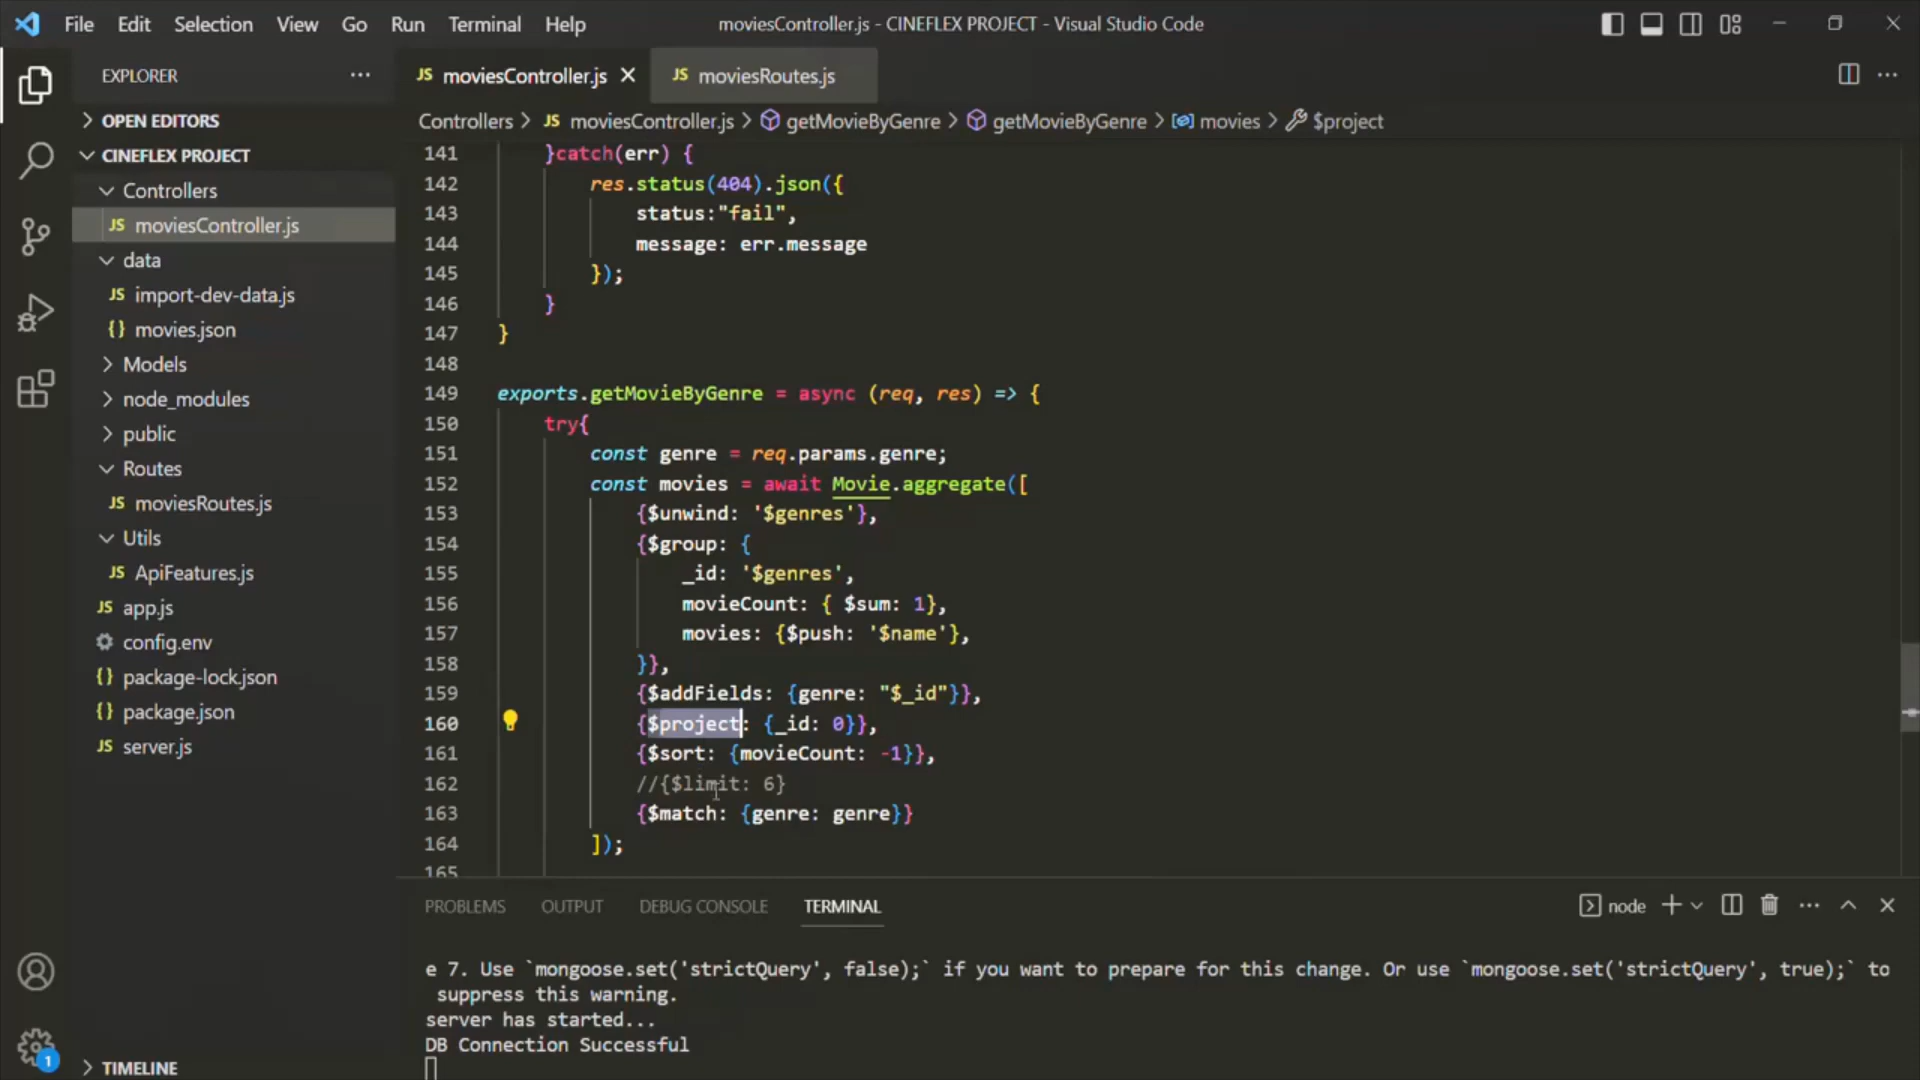 File Edit Selection View Go Run Terminal Help
moviesController.js - CINEFLEX PROJECT - Visual Studio Code
EXPLORER
OPEN EDITORS
CINEFLEX PROJECT
Controllers
JS moviesController.js
data
JS import-dev-data.js
{} movies.json
Models
node_modules
public
Routes
JS moviesRoutes.js
Utils
JS ApiFeatures.js
JS app.js
config.env
{} package-lock.json
{} package.json
JS server.js
TIMELINE
1
JS moviesController.js
JS moviesRoutes.js
Controllers > JS moviesController.js > getMovieByGenre > getMovieByGenre > movies > $project
141 }catch(err) {
142 res.status(404).json({
143 status:"fail",
144 message: err.message
145 });
146 }
147 }
148
149 exports.getMovieByGenre = async (req, res) => {
150 try{
151 const genre = req.params.genre;
152 const movies = await Movie.aggregate([
153 {$unwind: '$genres'},
154 {$group: {
155 _id: '$genres',
156 movieCount: { $sum: 1},
157 movies: {$push: '$name'},
158 }},
159 {$addFields: {genre: "$_id"}},
160 {$project: {_id: 0}},
161 {$sort: {movieCount: -1}},
162 //{$limit: 6}
163 {$match: {genre: genre}}
164 ]);
165
PROBLEMS OUTPUT DEBUG CONSOLE TERMINAL
node
e 7. Use `mongoose.set('strictQuery', false);` if you want to prepare for this change. Or use `mongoose.set('strictQuery', true);` to
suppress this warning.
server has started...
DB Connection Successful